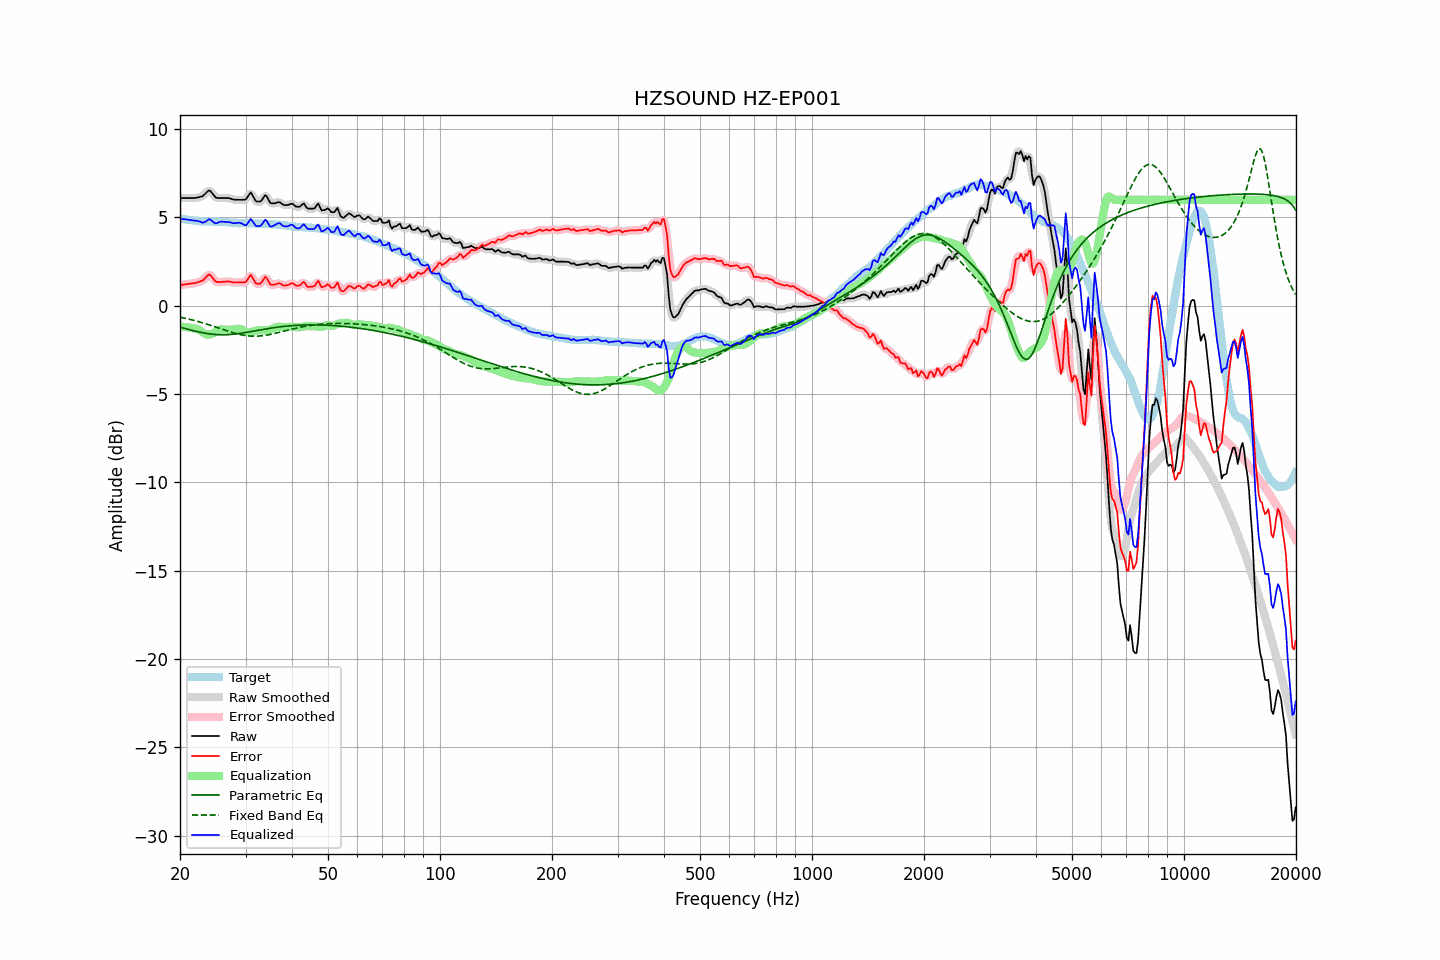 HZSOUND HZ-EP001
Amplitude (dBr)
10
5
0
−5
−10
−15
−20
−25
−30
Target
Raw Smoothed
Error Smoothed
Raw
Error
Equalization
Parametric Eq
Fixed Band Eq
Equalized
20 50 100 200 500 1000 2000 5000 10000 20000
Frequency (Hz)